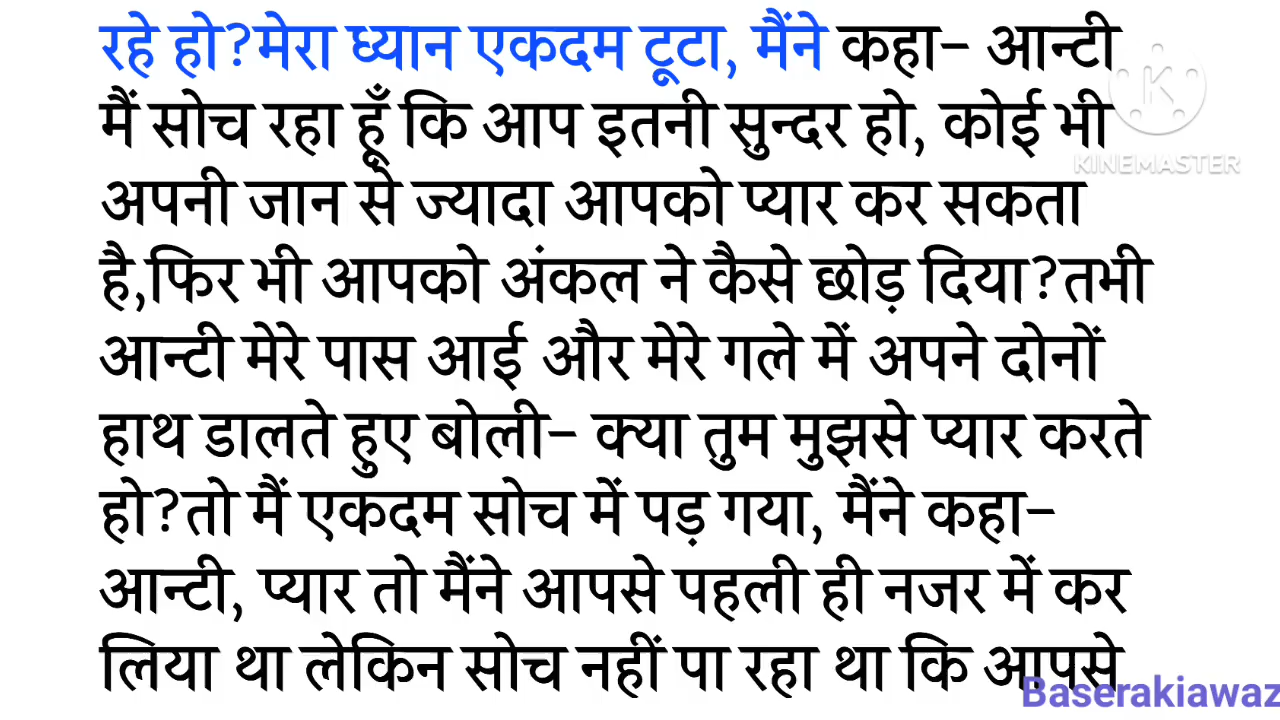 रहे हो?मेरा ध्यान एकदम टूटा, मैंने कहा– आन्टी
मैं सोच रहा हूँ कि आप इतनी सुन्दर हो, कोई भी
अपनी जान से ज्यादा आपको प्यार कर सकता
है,फिर भी आपको अंकल ने कैसे छोड़ दिया?तभी
आन्टी मेरे पास आई और मेरे गले में अपने दोनों
हाथ डालते हुए बोली– क्या तुम मुझसे प्यार करते
हो?तो मैं एकदम सोच में पड़ गया, मैंने कहा–
आन्टी, प्यार तो मैंने आपसे पहली ही नजर में कर
लिया था लेकिन सोच नहीं पा रहा था कि आपसे
K
KINEMASTER
Baserakiawaz